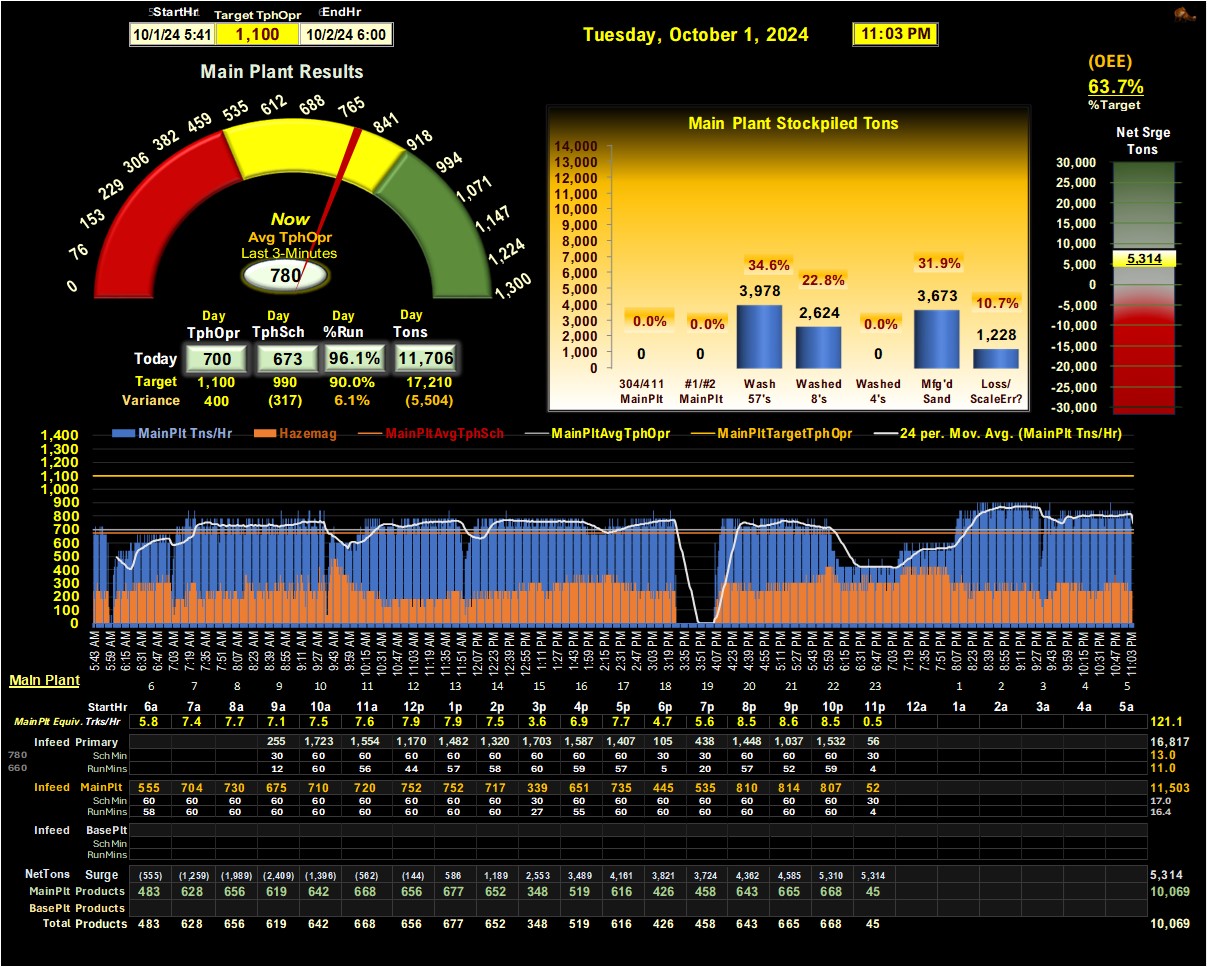 StartHr Target TphOpr EndHr
10/1/24 5:41 1,100 10/2/24 6:00
Tuesday, October 1, 2024 11:03 PM
(OEE)
63.7%
%Target
Main Plant Results
0 76 153 229 306 382 459 535 612 688 765 841 918 994 1,071 1,147 1,224 1,300
Now
Avg TphOpr
Last 3-Minutes
780
Day Day Day Day
TphOpr TphSch %Run Tons
Today 700 673 96.1% 11,706
Target 1,100 990 90.0% 17,210
Variance 400 (317) 6.1% (5,504)
Main Plant Stockpiled Tons
14,000
13,000
12,000
11,000
10,000
9,000
8,000
7,000
6,000
5,000
4,000
3,000
2,000
1,000
0
0.0% 0.0% 34.6% 22.8% 0.0% 31.9% 10.7%
0 0 3,978 2,624 0 3,673 1,228
304/411 #1/#2 Wash Washed Washed Mfg'd Loss/
MainPlt MainPlt 57's 8's 4's Sand ScaleErr?
Net Srge
Tons
30,000
25,000
20,000
15,000
10,000
5,000
0
-5,000
-10,000
-15,000
-20,000
-25,000
-30,000
5,314
MainPlt Tns/Hr Hazemag MainPltAvgTphSch MainPltAvgTphOpr MainPltTargetTphOpr 24 per. Mov. Avg. (MainPlt Tns/Hr)
1,400
1,300
1,200
1,100
1,000
900
800
700
600
500
400
300
200
100
0
5:43 AM 5:59 AM 6:15 AM 6:31 AM 6:47 AM 7:03 AM 7:19 AM 7:35 AM 7:51 AM 8:07 AM 8:23 AM 8:39 AM 8:55 AM 9:11 AM 9:27 AM 9:43 AM 9:59 AM 10:15 AM 10:31 AM 10:47 AM 11:03 AM 11:19 AM 11:35 AM 11:51 AM 12:07 PM 12:23 PM 12:39 PM 12:55 PM 1:11 PM 1:27 PM 1:43 PM 1:59 PM 2:15 PM 2:31 PM 2:47 PM 3:03 PM 3:19 PM 3:35 PM 3:51 PM 4:07 PM 4:23 PM 4:39 PM 4:55 PM 5:11 PM 5:27 PM 5:43 PM 5:59 PM 6:15 PM 6:31 PM 6:47 PM 7:03 PM 7:19 PM 7:35 PM 7:51 PM 8:07 PM 8:23 PM 8:39 PM 8:55 PM 9:11 PM 9:27 PM 9:43 PM 9:59 PM 10:15 PM 10:31 PM 10:47 PM 11:03 PM
Main Plant 6 7 8 9 10 11 12 13 14 15 16 17 18 19 20 21 22 23 1 2 3 4 5
StartHr 6a 7a 8a 9a 10a 11a 12p 1p 2p 3p 4p 5p 6p 7p 8p 9p 10p 11p 12a 1a 2a 3a 4a 5a
MainPlt Equiv. Trks/Hr 5.8 7.4 7.7 7.1 7.5 7.6 7.9 7.9 7.5 3.6 6.9 7.7 4.7 5.6 8.5 8.6 8.5 0.5 121.1
Infeed Primary 255 1,723 1,554 1,170 1,482 1,320 1,703 1,587 1,407 105 438 1,448 1,037 1,532 56 16,817
780 Sch Min 30 60 60 60 60 60 60 60 60 30 30 60 60 60 30 13.0
660 RunMins 12 60 56 44 57 58 60 59 57 5 20 57 52 59 4 11.0
Infeed MainPlt 555 704 730 675 710 720 752 752 717 339 651 735 445 535 810 814 807 52 11,503
Sch Min 60 60 60 60 60 60 60 60 60 30 60 60 60 60 60 60 60 30 17.0
RunMins 58 60 60 60 60 60 60 60 60 27 55 60 60 60 60 60 60 4 16.4
Infeed BasePlt
Sch Min
RunMins
NetTons Surge (555) (1,259) (1,989) (2,409) (1,396) (562) (144) 586 1,189 2,553 3,489 4,161 3,821 3,724 4,362 4,585 5,310 5,314 5,314
MainPlt Products 483 628 656 619 642 668 656 677 652 348 519 616 426 458 643 665 668 45 10,069
BasePlt Products
Total Products 483 628 656 619 642 668 656 677 652 348 519 616 426 458 643 665 668 45 10,069